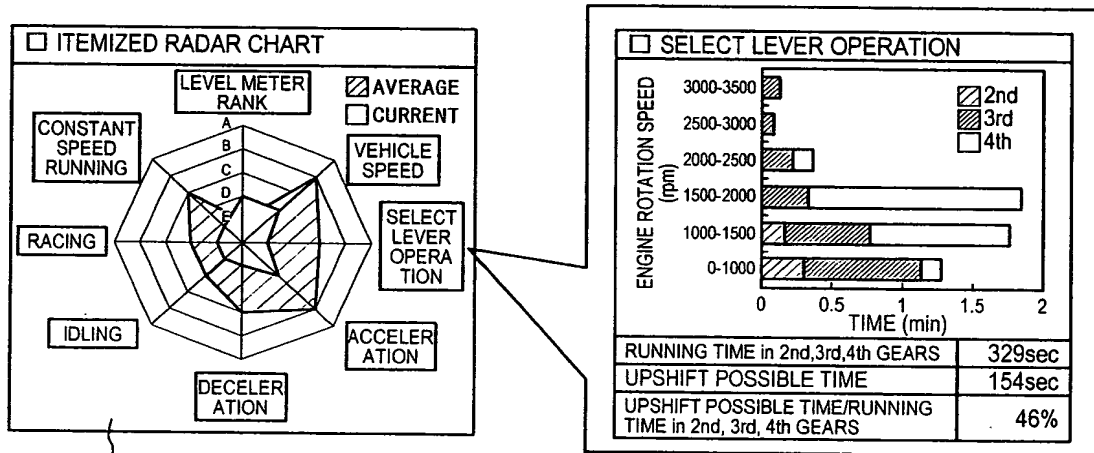 □ ITEMIZED RADAR CHART
LEVEL METER
RANK
AVERAGE
CURRENT
A
B
C
D
E
CONSTANT
SPEED
RUNNING
VEHICLE
SPEED
RACING
SELECT
LEVER
OPERA
TION
IDLING
ACCELER
ATION
DECELER
ATION
□ SELECT LEVER OPERATION
ENGINE ROTATION SPEED
(rpm)
3000-3500
2500-3000
2000-2500
1500-2000
1000-1500
0-1000
2nd
3rd
4th
0 0.5 1 1.5 2
TIME (min)
RUNNING TIME in 2nd,3rd,4th GEARS 329sec
UPSHIFT POSSIBLE TIME 154sec
UPSHIFT POSSIBLE TIME/RUNNING
TIME in 2nd, 3rd, 4th GEARS 46%